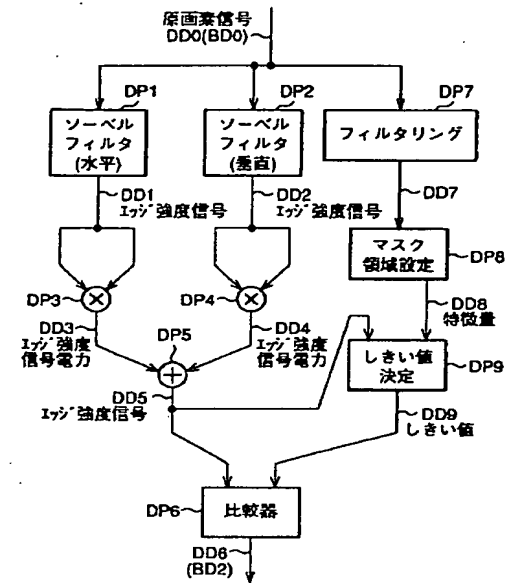 原画素信号
DD0(BD0)
DP1
DP2
DP7
ソーベル
フィルタ
(水平)
ソーベル
フィルタ
(垂直)
フィルタリング
DD1
ｴｯｼﾞ強度信号
DD2
ｴｯｼﾞ強度信号
DD7
マスク
領域設定
DP8
DP3
×
DP4
×
DD8
特徴量
DD3
ｴｯｼﾞ強度
信号電力
DP5
+
DD4
ｴｯｼﾞ強度
信号電力
しきい値
決定
DP9
DD5
ｴｯｼﾞ強度信号
DD9
しきい値
DP6
比較器
DD6
(BD2)